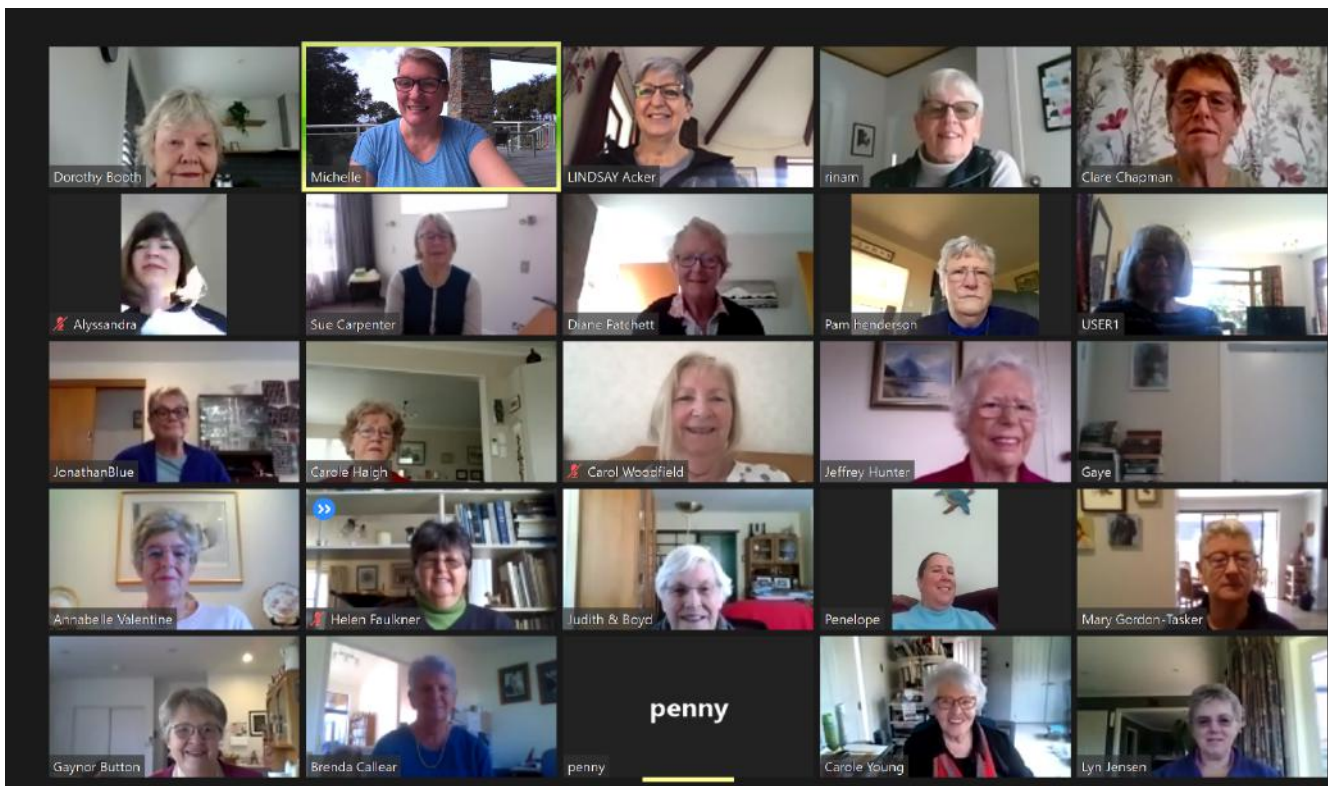 Dorothy Booth
Michelle
LINDSAY Acker
rinam
Clare Chapman
Alyssandra
Sue Carpenter
Diane Patchett
Pam henderson
USER1
JonathanBlue
Carole Haigh
Carol Woodfield
Jeffrey Hunter
Gaye
Annabelle Valentine
Helen Faulkner
Judith & Boyd
Penelope
Mary Gordon-Tasker
Gaynor Button
Brenda Callear
penny
penny
Carole Young
Lyn Jensen